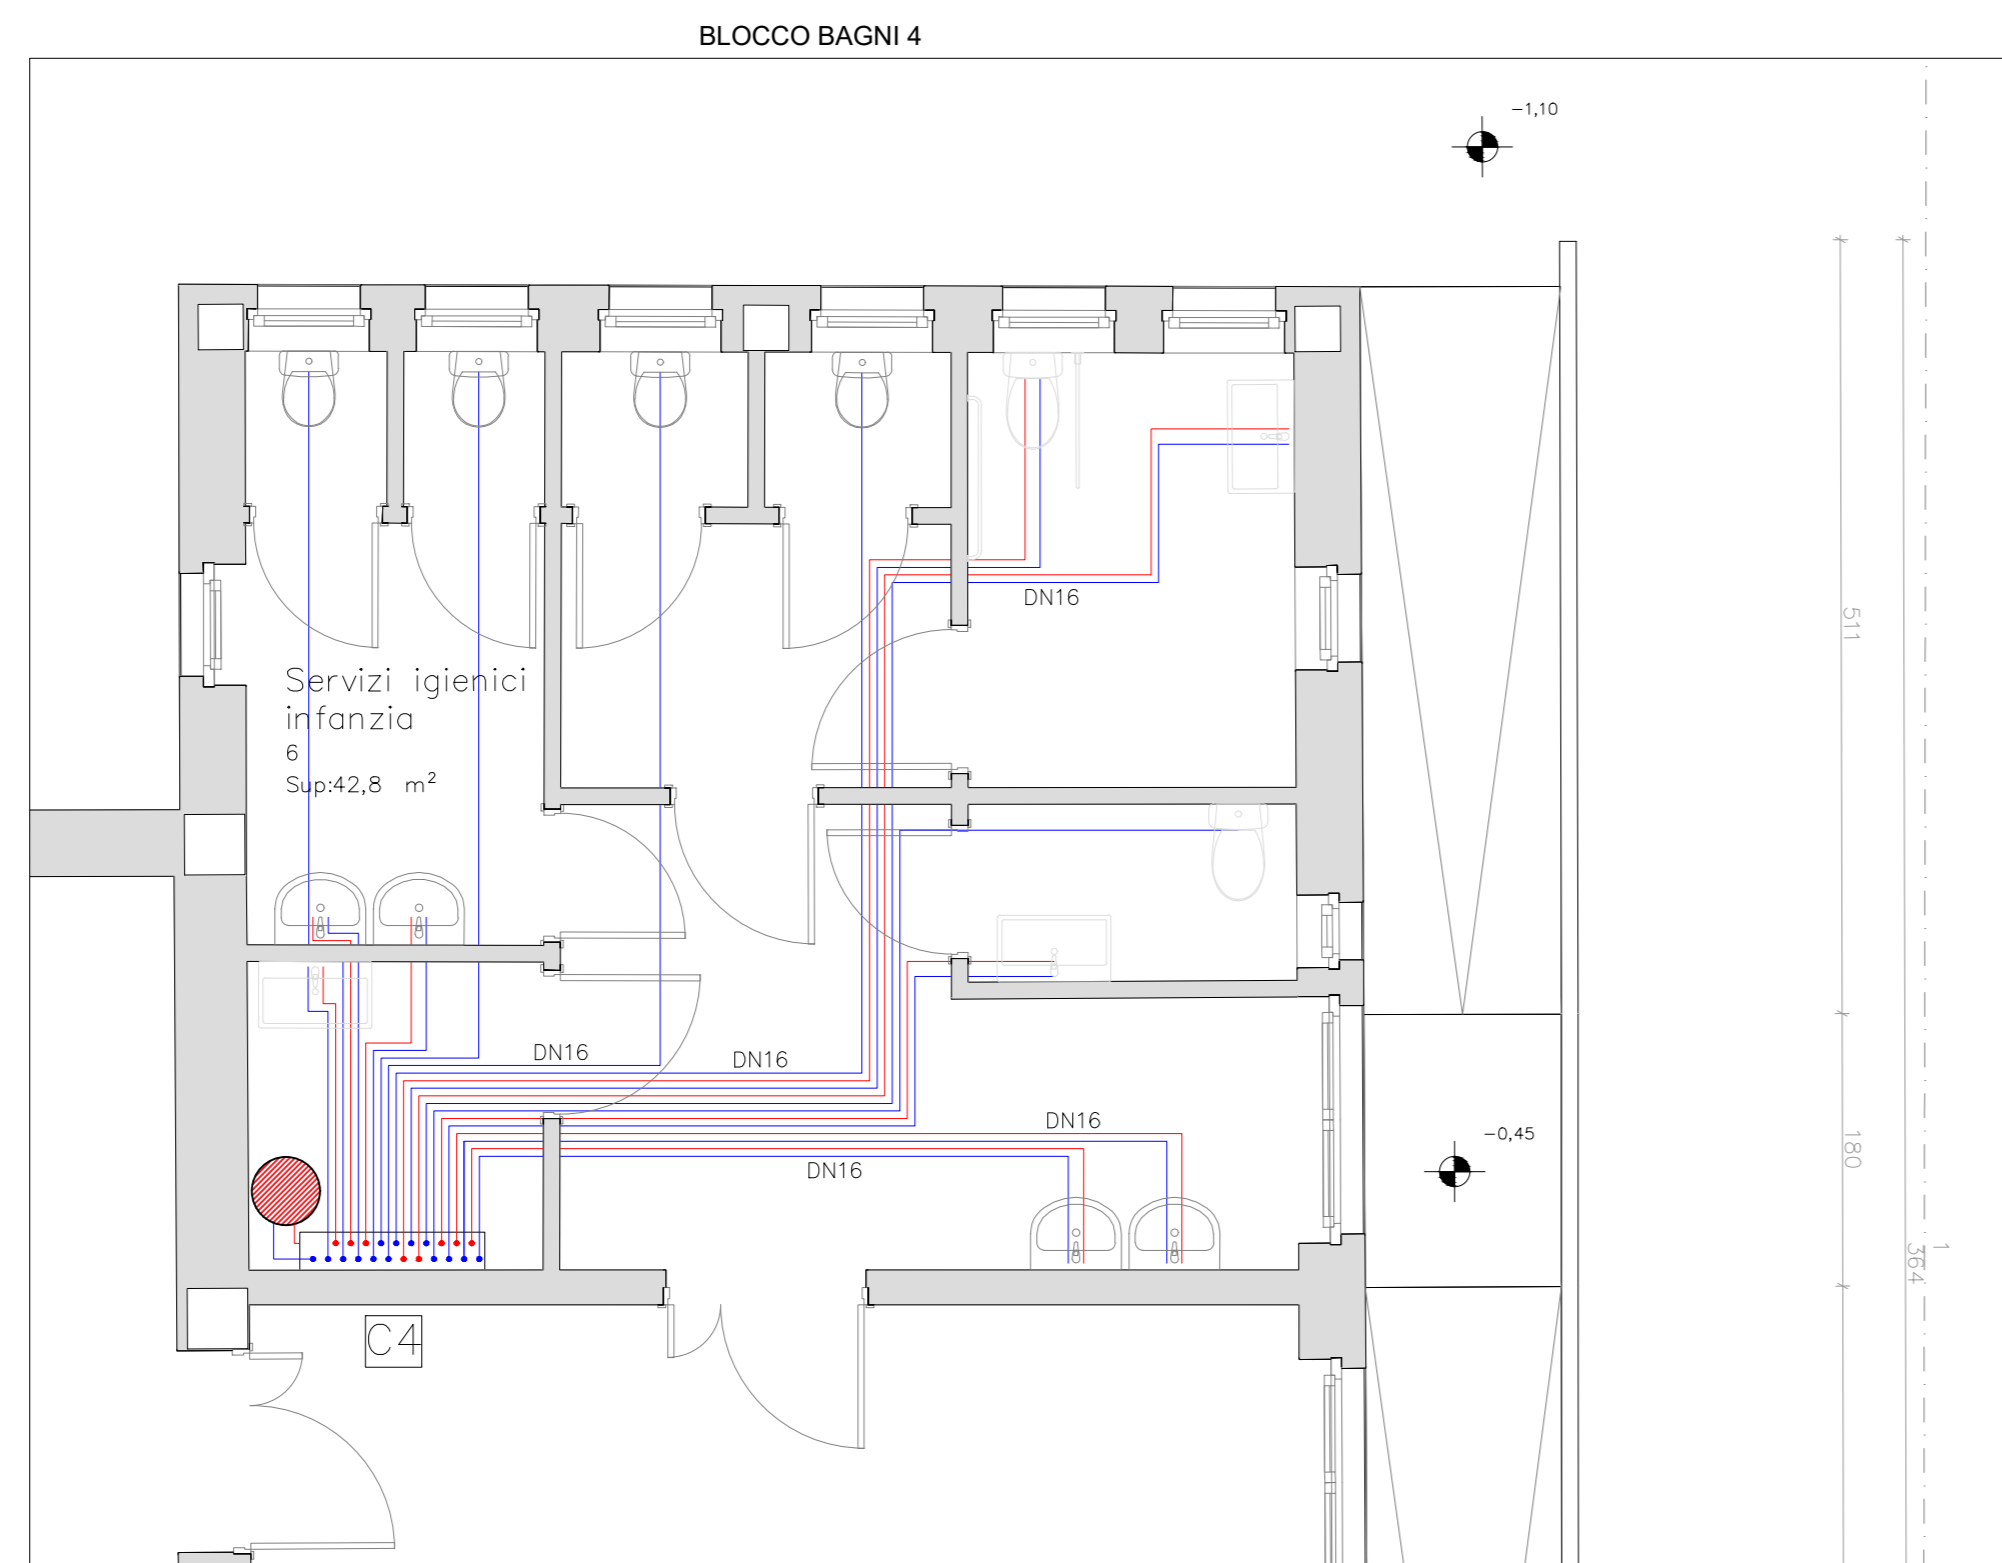 BLOCCO BAGNI 4
-1,10
DN16
511
Servizi igienici
infanzia
6
Sup:42,8 m²
DN16
DN16
DN16
DN16
-0,45
180
1
364
C4